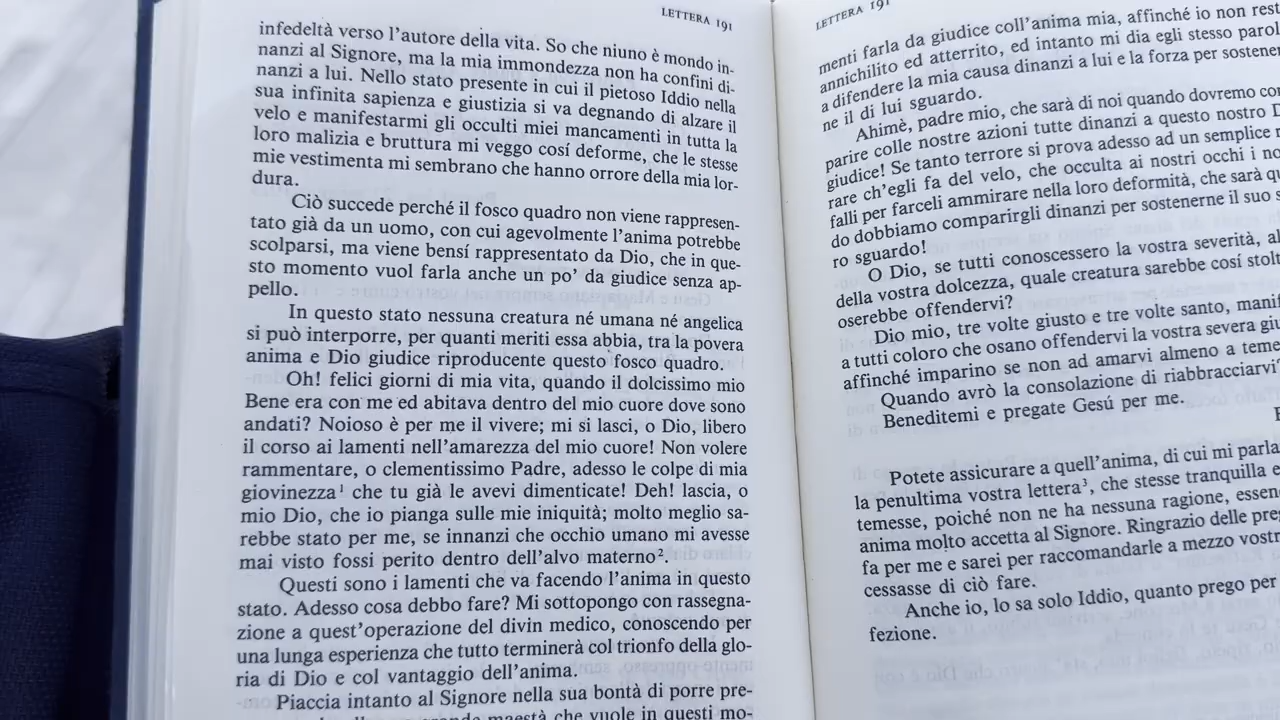 LETTERA 191
infedeltà verso l'autore della vita. So che niuno è mondo in-
nanzi al Signore, ma la mia immondezza non ha confini di-
nanzi a lui. Nello stato presente in cui il pietoso Iddio nella
sua infinita sapienza e giustizia si va degnando di alzare il
velo e manifestarmi gli occulti miei mancamenti in tutta la
loro malizia e bruttura mi veggo cosí deforme, che le stesse
mie vestimenta mi sembrano che hanno orrore della mia lor-
dura.
Ciò succede perché il fosco quadro non viene rappresen-
tato già da un uomo, con cui agevolmente l'anima potrebbe
scolparsi, ma viene bensí rappresentato da Dio, che in que-
sto momento vuol farla anche un po' da giudice senza ap-
pello.
In questo stato nessuna creatura né umana né angelica
si può interporre, per quanti meriti essa abbia, tra la povera
anima e Dio giudice riproducente questo fosco quadro.
Oh! felici giorni di mia vita, quando il dolcissimo mio
Bene era con me ed abitava dentro del mio cuore dove sono
andati? Noioso è per me il vivere; mi si lasci, o Dio, libero
il corso ai lamenti nell'amarezza del mio cuore! Non volere
rammentare, o clementissimo Padre, adesso le colpe di mia
giovinezza¹ che tu già le avevi dimenticate! Deh! lascia, o
mio Dio, che io pianga sulle mie iniquità; molto meglio sa-
rebbe stato per me, se innanzi che occhio umano mi avesse
mai visto fossi perito dentro dell'alvo materno².
Questi sono i lamenti che va facendo l'anima in questo
stato. Adesso cosa debbo fare? Mi sottopongo con rassegna-
zione a quest'operazione del divin medico, conoscendo per
una lunga esperienza che tutto terminerà col trionfo della glo-
ria di Dio e col vantaggio dell'anima.
Piaccia intanto al Signore nella sua bontà di porre pre-
maestà che vuole in questi mo-
LETTERA 191
menti farla da giudice coll'anima mia, affinché io non rest
annichilito ed atterrito, ed intanto mi dia egli stesso parol
a difendere la mia causa dinanzi a lui e la forza per sostener
ne il di lui sguardo.
Ahimè, padre mio, che sarà di noi quando dovremo com
parire colle nostre azioni tutte dinanzi a questo nostro D
giudice! Se tanto terrore si prova adesso ad un semplice
rare ch'egli fa del velo, che occulta ai nostri occhi i no
falli per farceli ammirare nella loro deformità, che sarà qu
do dobbiamo comparirgli dinanzi per sostenerne il suo s
ro sguardo!
O Dio, se tutti conoscessero la vostra severità, al
della vostra dolcezza, quale creatura sarebbe cosí stolt
oserebbe offendervi?
Dio mio, tre volte giusto e tre volte santo, manif
a tutti coloro che osano offendervi la vostra severa giu
affinché imparino se non ad amarvi almeno a teme
Quando avrò la consolazione di riabbracciarvi
Beneditemi e pregate Gesú per me.
Potete assicurare a quell'anima, di cui mi parla
la penultima vostra lettera³, che stesse tranquilla e
temesse, poiché non ne ha nessuna ragione, essen
anima molto accetta al Signore. Ringrazio delle preg
fa per me e sarei per raccomandarle a mezzo vostr
cessasse di ciò fare.
Anche io, lo sa solo Iddio, quanto prego per
fezione.